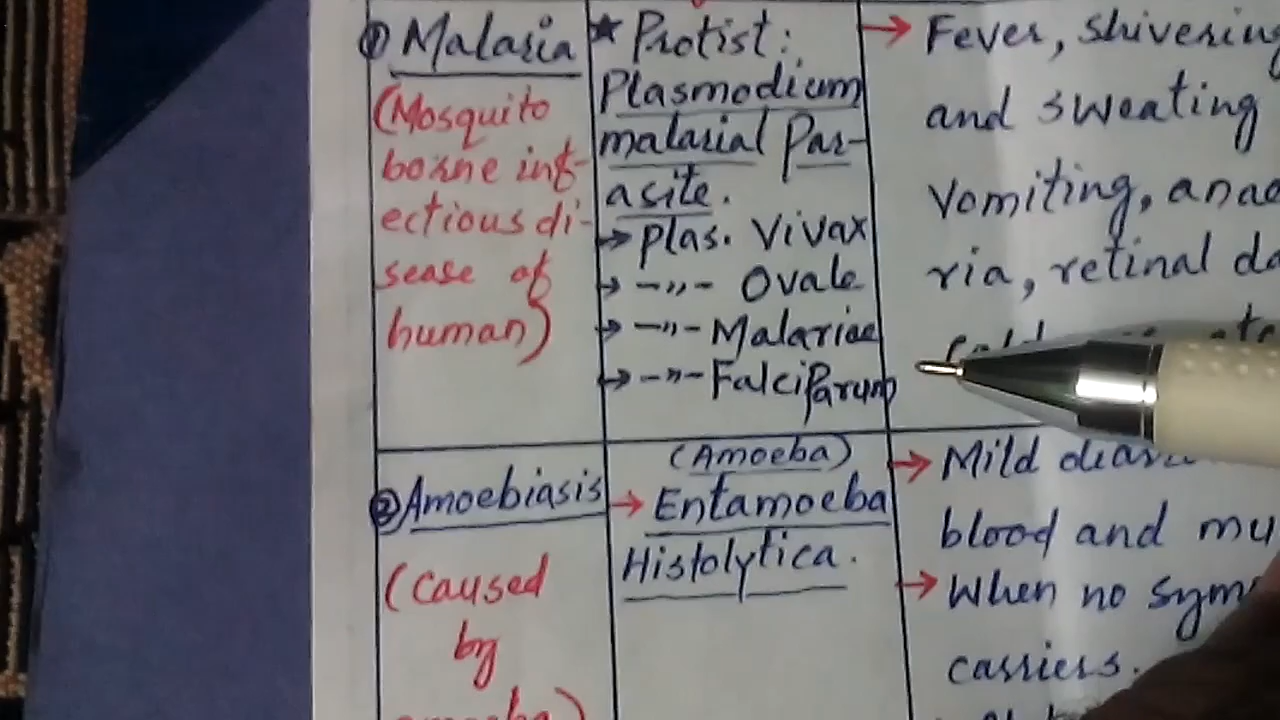 ① Malaria
(Mosquito
borne inf-
ectious di-
sease of
human)
★ Protist:
Plasmodium
malarial Par-
asite.
→ Plas. Vivax
→ -〃- Ovale
→ -〃- Malariae
→ -〃- Falciparum
→ Fever, Shivering
and sweating
Vomiting, anae
ria, retinal da
② Amoebiasis
(Caused
by
amoeba)
(Amoeba)
→ Entamoeba
Histolytica.
→ Mild
blood and mu
→ When no sym
carriers.